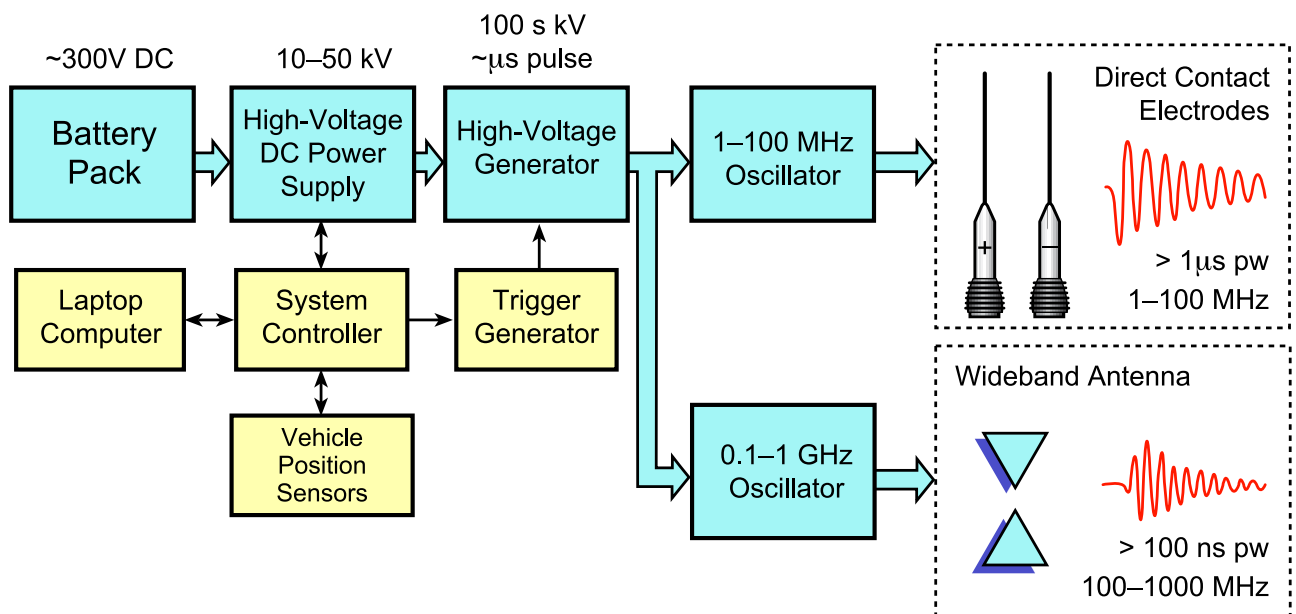 ~300V DC
10–50 kV
100 s kV
~μs pulse
Battery
Pack
High-Voltage
DC Power
Supply
High-Voltage
Generator
1–100 MHz
Oscillator
Direct Contact
Electrodes
+
–
> 1μs pw
1–100 MHz
Laptop
Computer
System
Controller
Trigger
Generator
Vehicle
Position
Sensors
0.1–1 GHz
Oscillator
Wideband Antenna
> 100 ns pw
100–1000 MHz